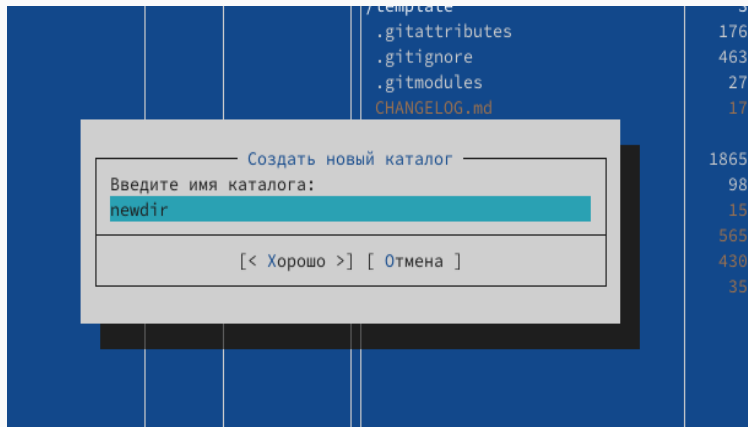 /template 3
.gitattributes 176
.gitignore 463
.gitmodules 27
CHANGELOG.md 17
Создать новый каталог
1865
Введите имя каталога:
98
newdir
15
565
[< Хорошо >] [ Отмена ]
430
35